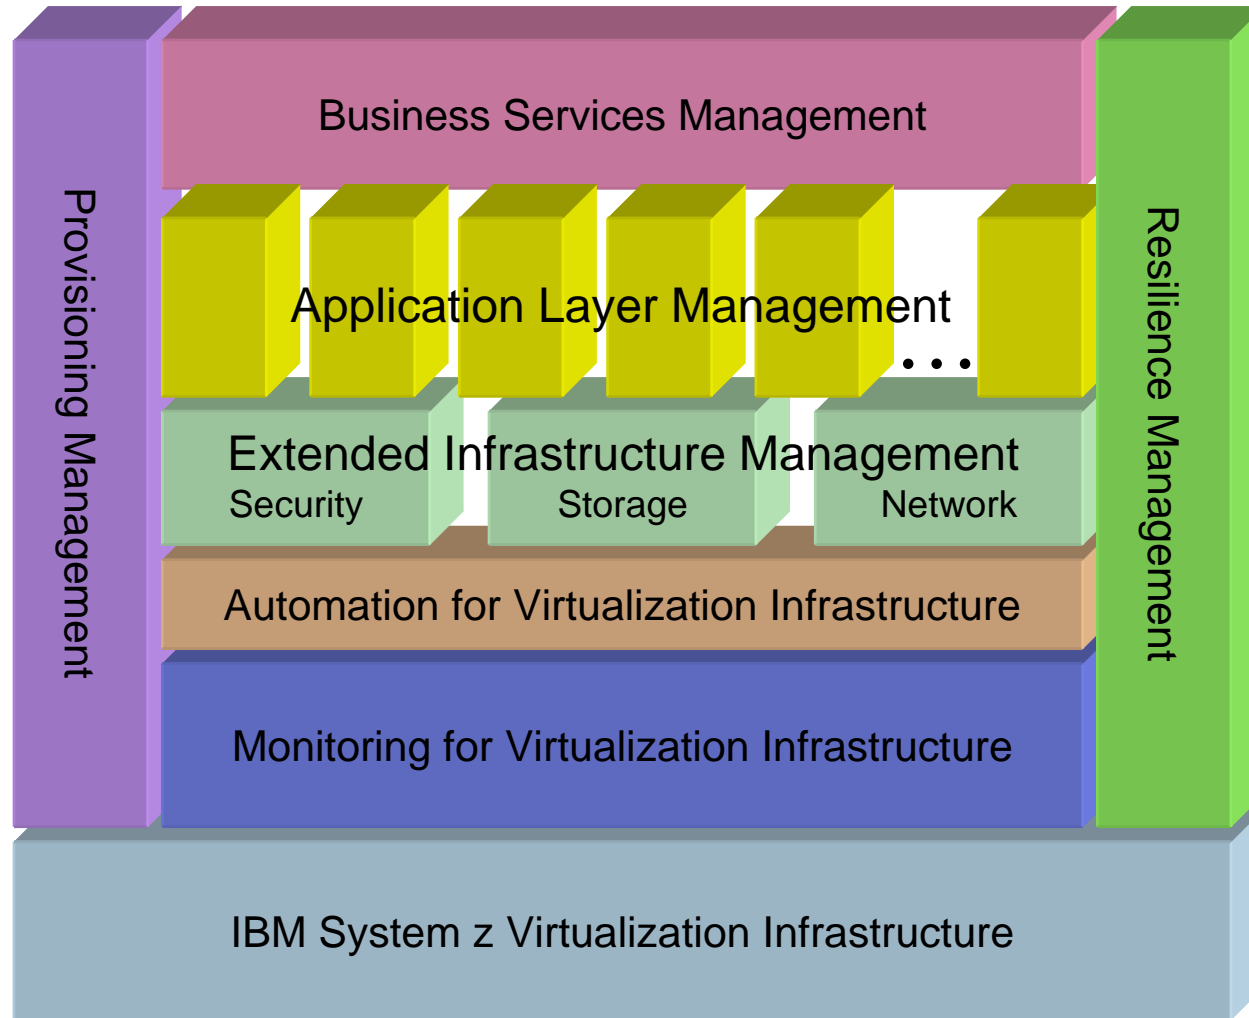 Business Services Management
Provisioning Management
Resilience Management
Application Layer Management
...
Extended Infrastructure Management
Security
Storage
Network
Automation for Virtualization Infrastructure
Monitoring for Virtualization Infrastructure
IBM System z Virtualization Infrastructure